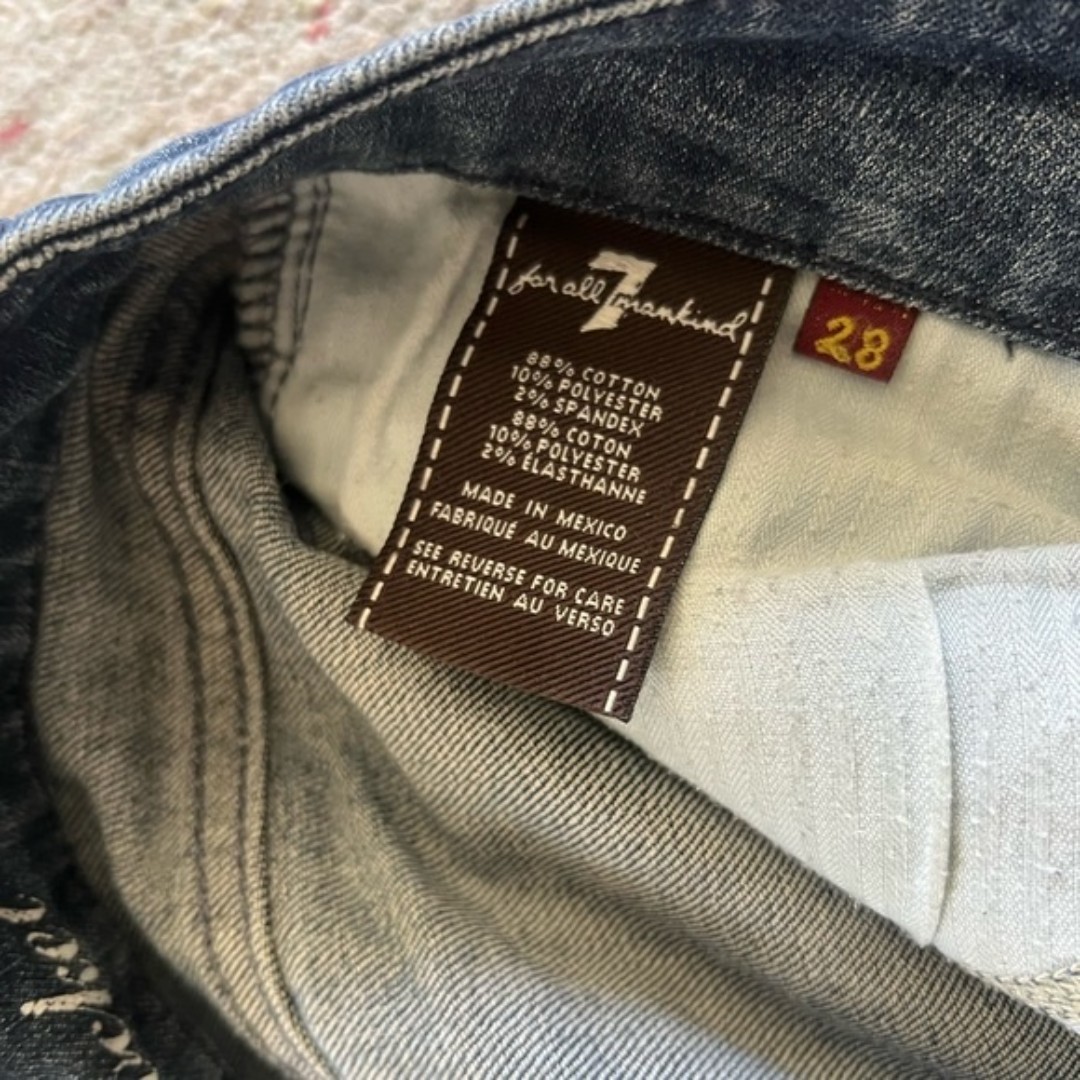 7
for all mankind
28
88% COTTON
10% POLYESTER
2% SPANDEX
88% COTON
10% POLYESTER
2% ÉLASTHANNE
MADE IN MEXICO
FABRIQUÉ AU MEXIQUE
SEE REVERSE FOR CARE
ENTRETIEN AU VERSO